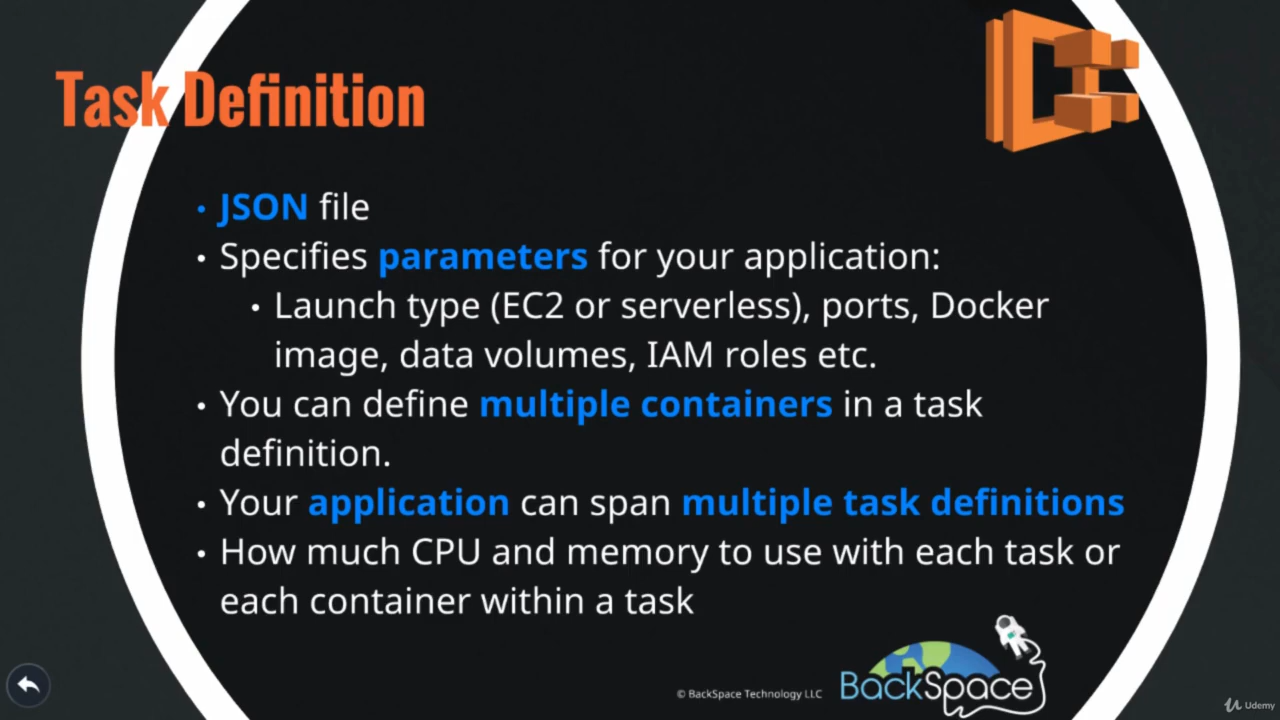 Task Definition
• JSON file
• Specifies parameters for your application:
• Launch type (EC2 or serverless), ports, Docker
image, data volumes, IAM roles etc.
• You can define multiple containers in a task
definition.
• Your application can span multiple task definitions
• How much CPU and memory to use with each task or
each container within a task
© BackSpace Technology LLC
BackSpace
Udemy